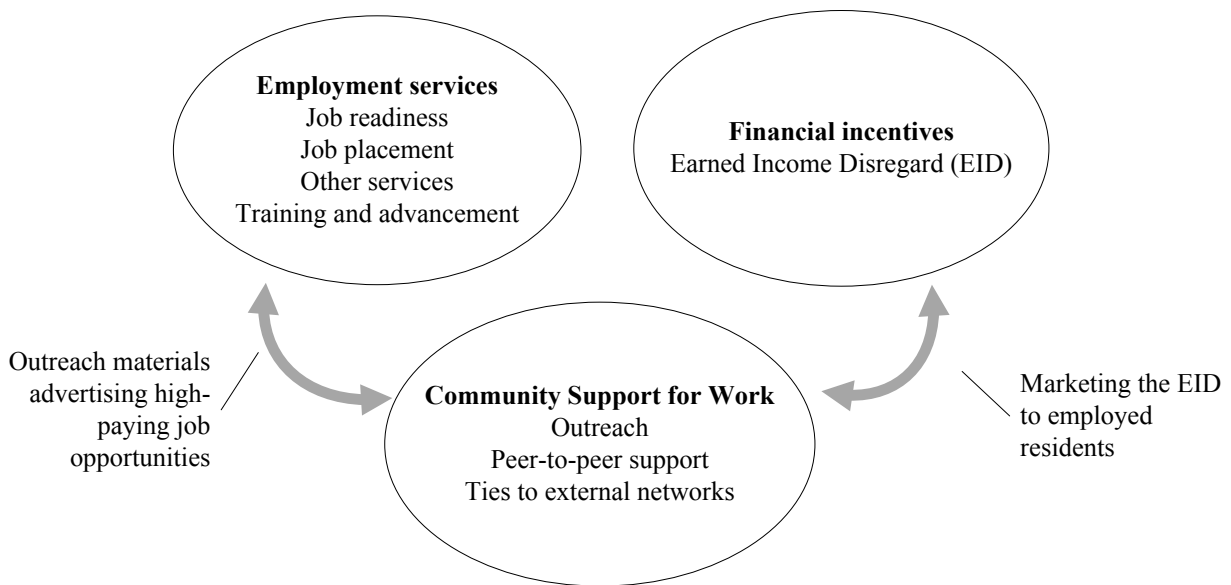 Employment services
Job readiness
Job placement
Other services
Training and advancement
Financial incentives
Earned Income Disregard (EID)
Outreach materials
advertising high-
paying job
opportunities
Community Support for Work
Outreach
Peer-to-peer support
Ties to external networks
Marketing the EID
to employed
residents